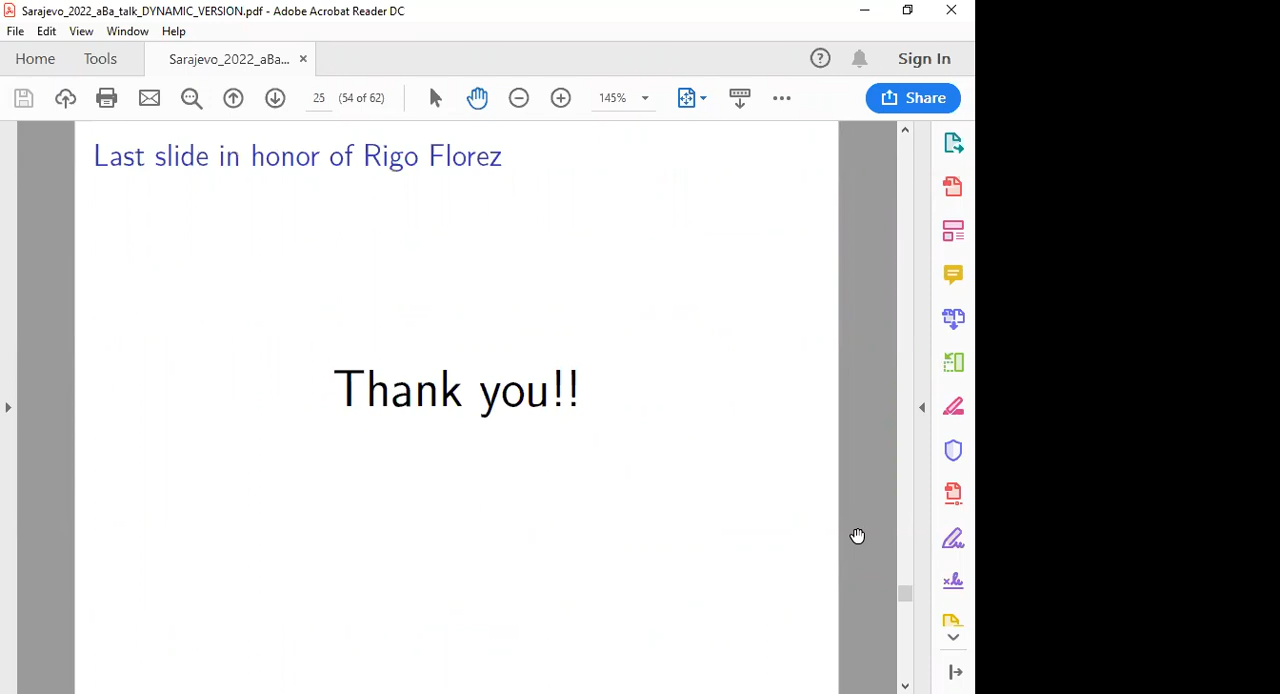 Sarajevo_2022_aBa_talk_DYNAMIC_VERSION.pdf - Adobe Acrobat Reader DC
File Edit View Window Help
Home Tools Sarajevo_2022_aBa... × Sign In
25 (54 of 62) 145% Share
Last slide in honor of Rigo Florez
Thank you!!